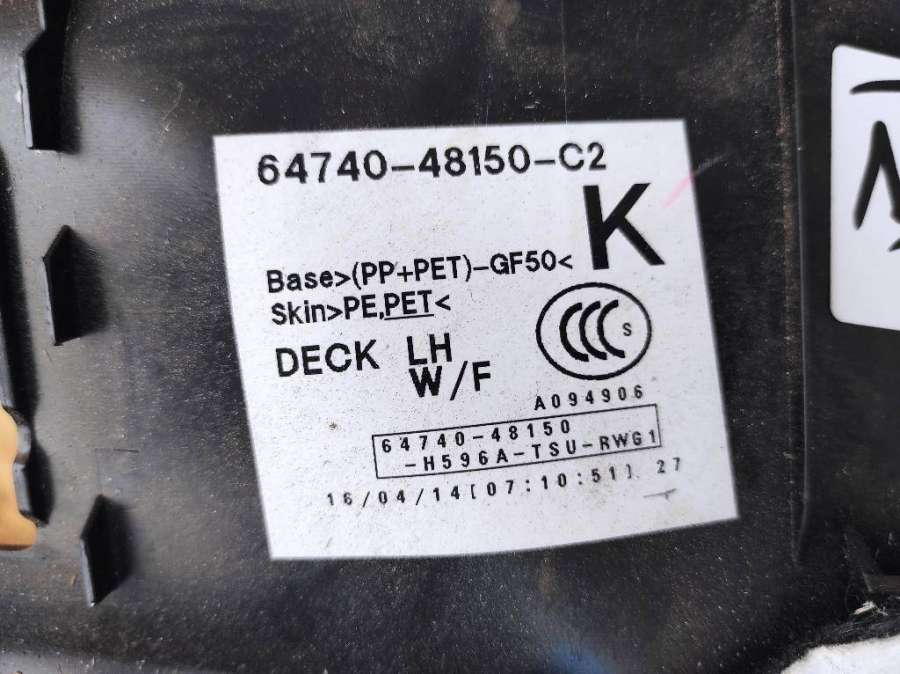 64740-48150-C2
K
Base>(PP+PET)-GF50<
Skin>PE,PET<
DECK LH
W/F
CCC S
A094906
64740-48150
-H596A-TSU-RWG1
16/04/14[07:10:51] 27